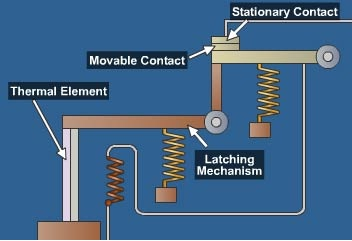 Stationary Contact
Movable Contact
Thermal Element
Latching
Mechanism